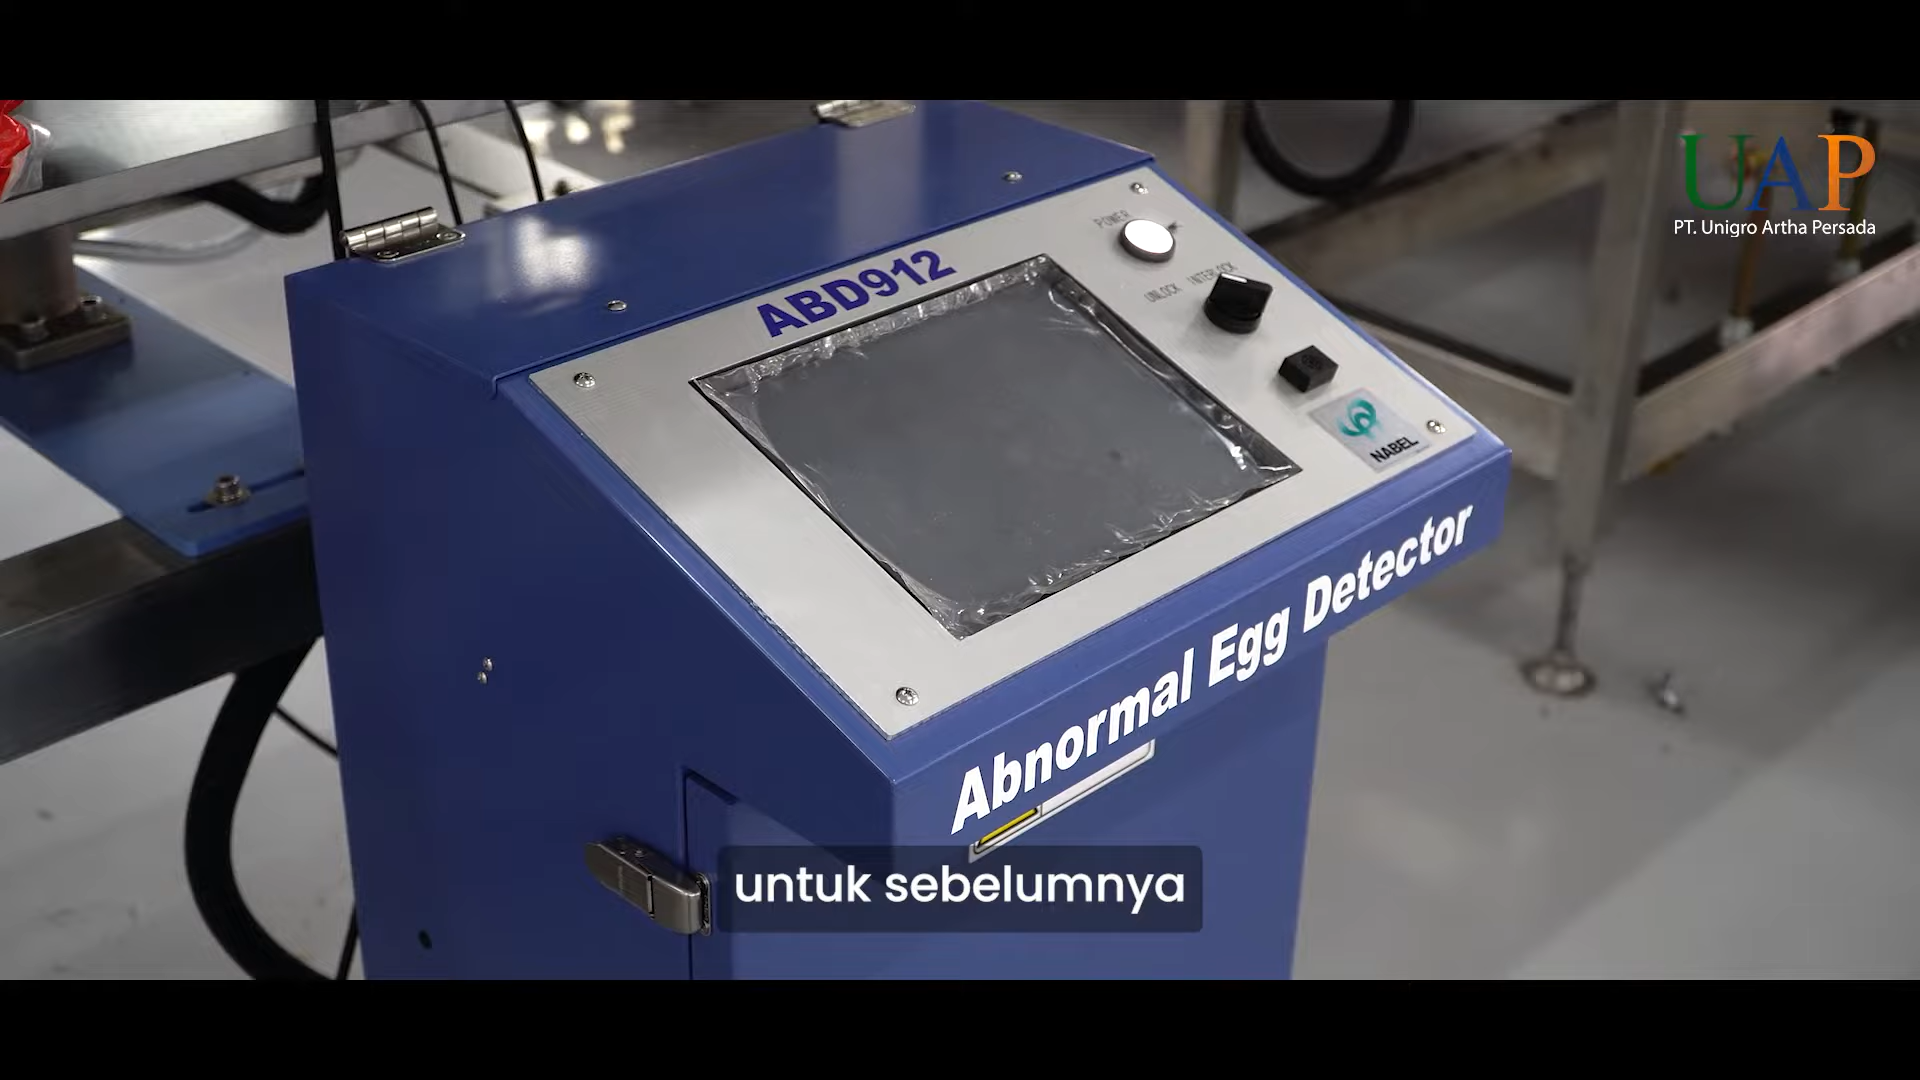 UAP
PT. Unigro Artha Persada
POWER
UNLOCK INTERLOCK
ABD912
NABEL
Abnormal Egg Detector
untuk sebelumnya